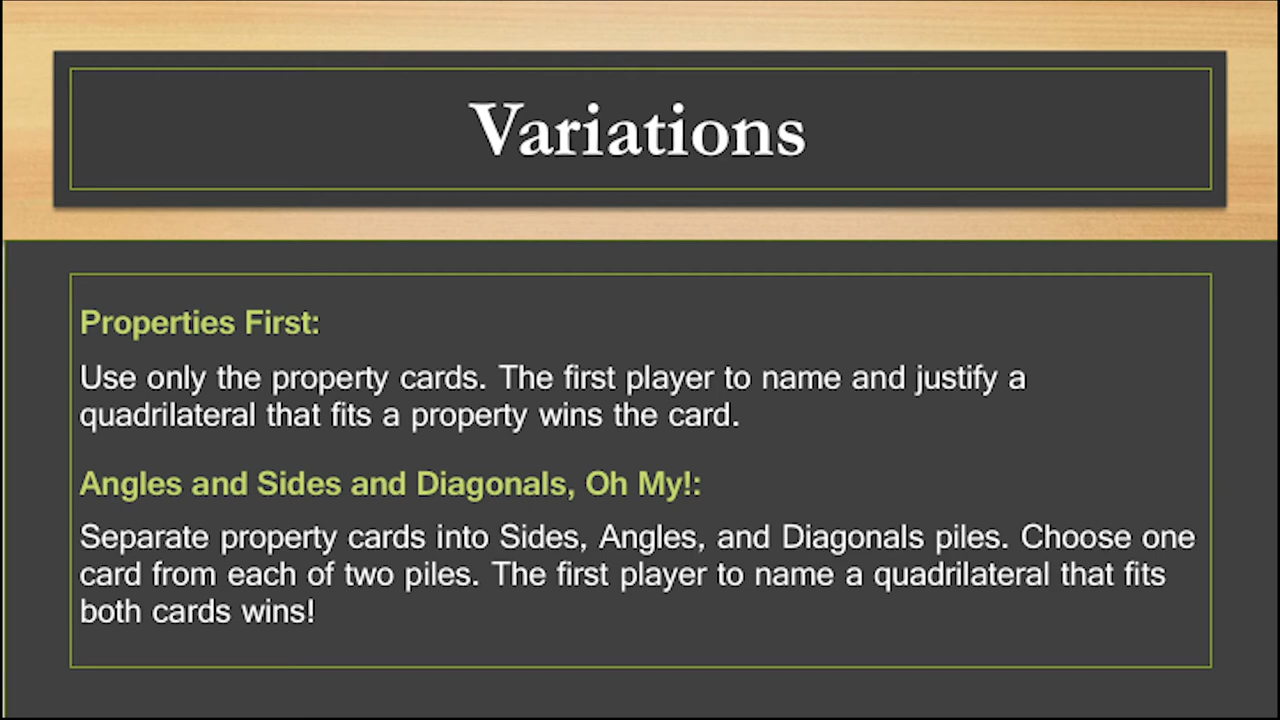 Variations
Properties First:
Use only the property cards. The first player to name and justify a
quadrilateral that fits a property wins the card.
Angles and Sides and Diagonals, Oh My!:
Separate property cards into Sides, Angles, and Diagonals piles. Choose one
card from each of two piles. The first player to name a quadrilateral that fits
both cards wins!